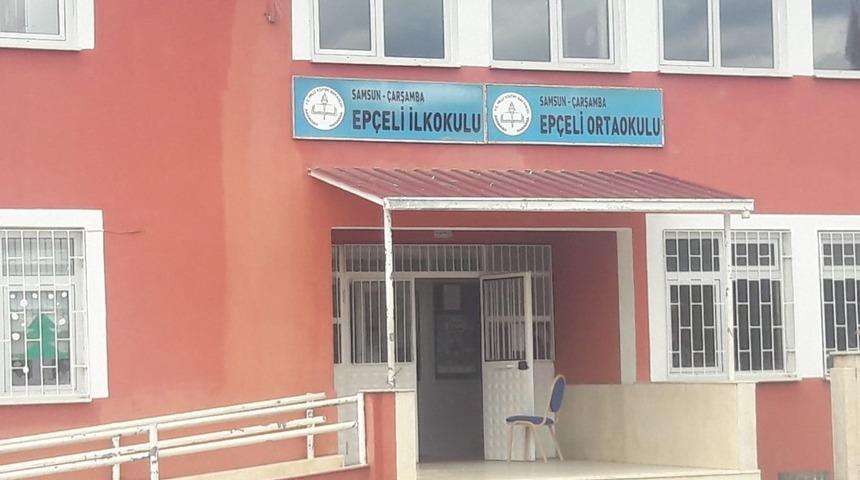 SAMSUN - ÇARŞAMBA
EPÇELİ İLKOKULU
SAMSUN - ÇARŞAMBA
EPÇELİ ORTAOKULU